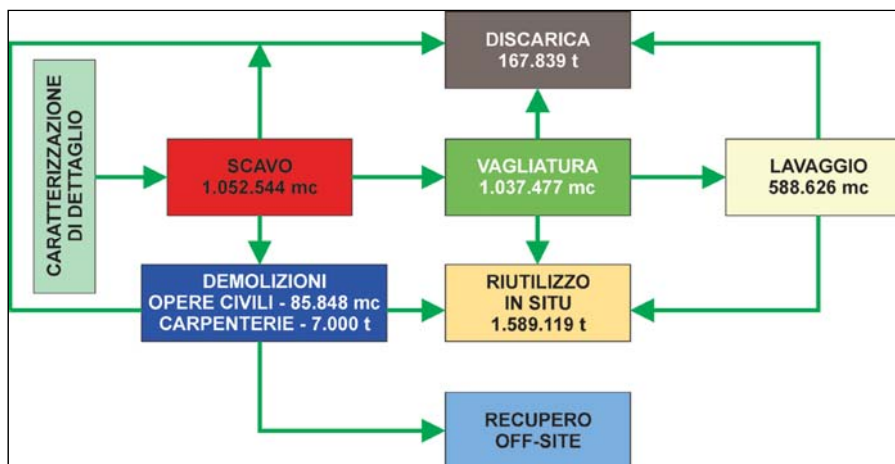 DISCARICA
167.839 t
CARATTERIZZAZIONE
DI DETTAGLIO
SCAVO
1.052.544 mc
VAGLIATURA
1.037.477 mc
LAVAGGIO
588.626 mc
DEMOLIZIONI
OPERE CIVILI - 85.848 mc
CARPENTERIE - 7.000 t
RIUTILIZZO
IN SITU
1.589.119 t
RECUPERO
OFF-SITE